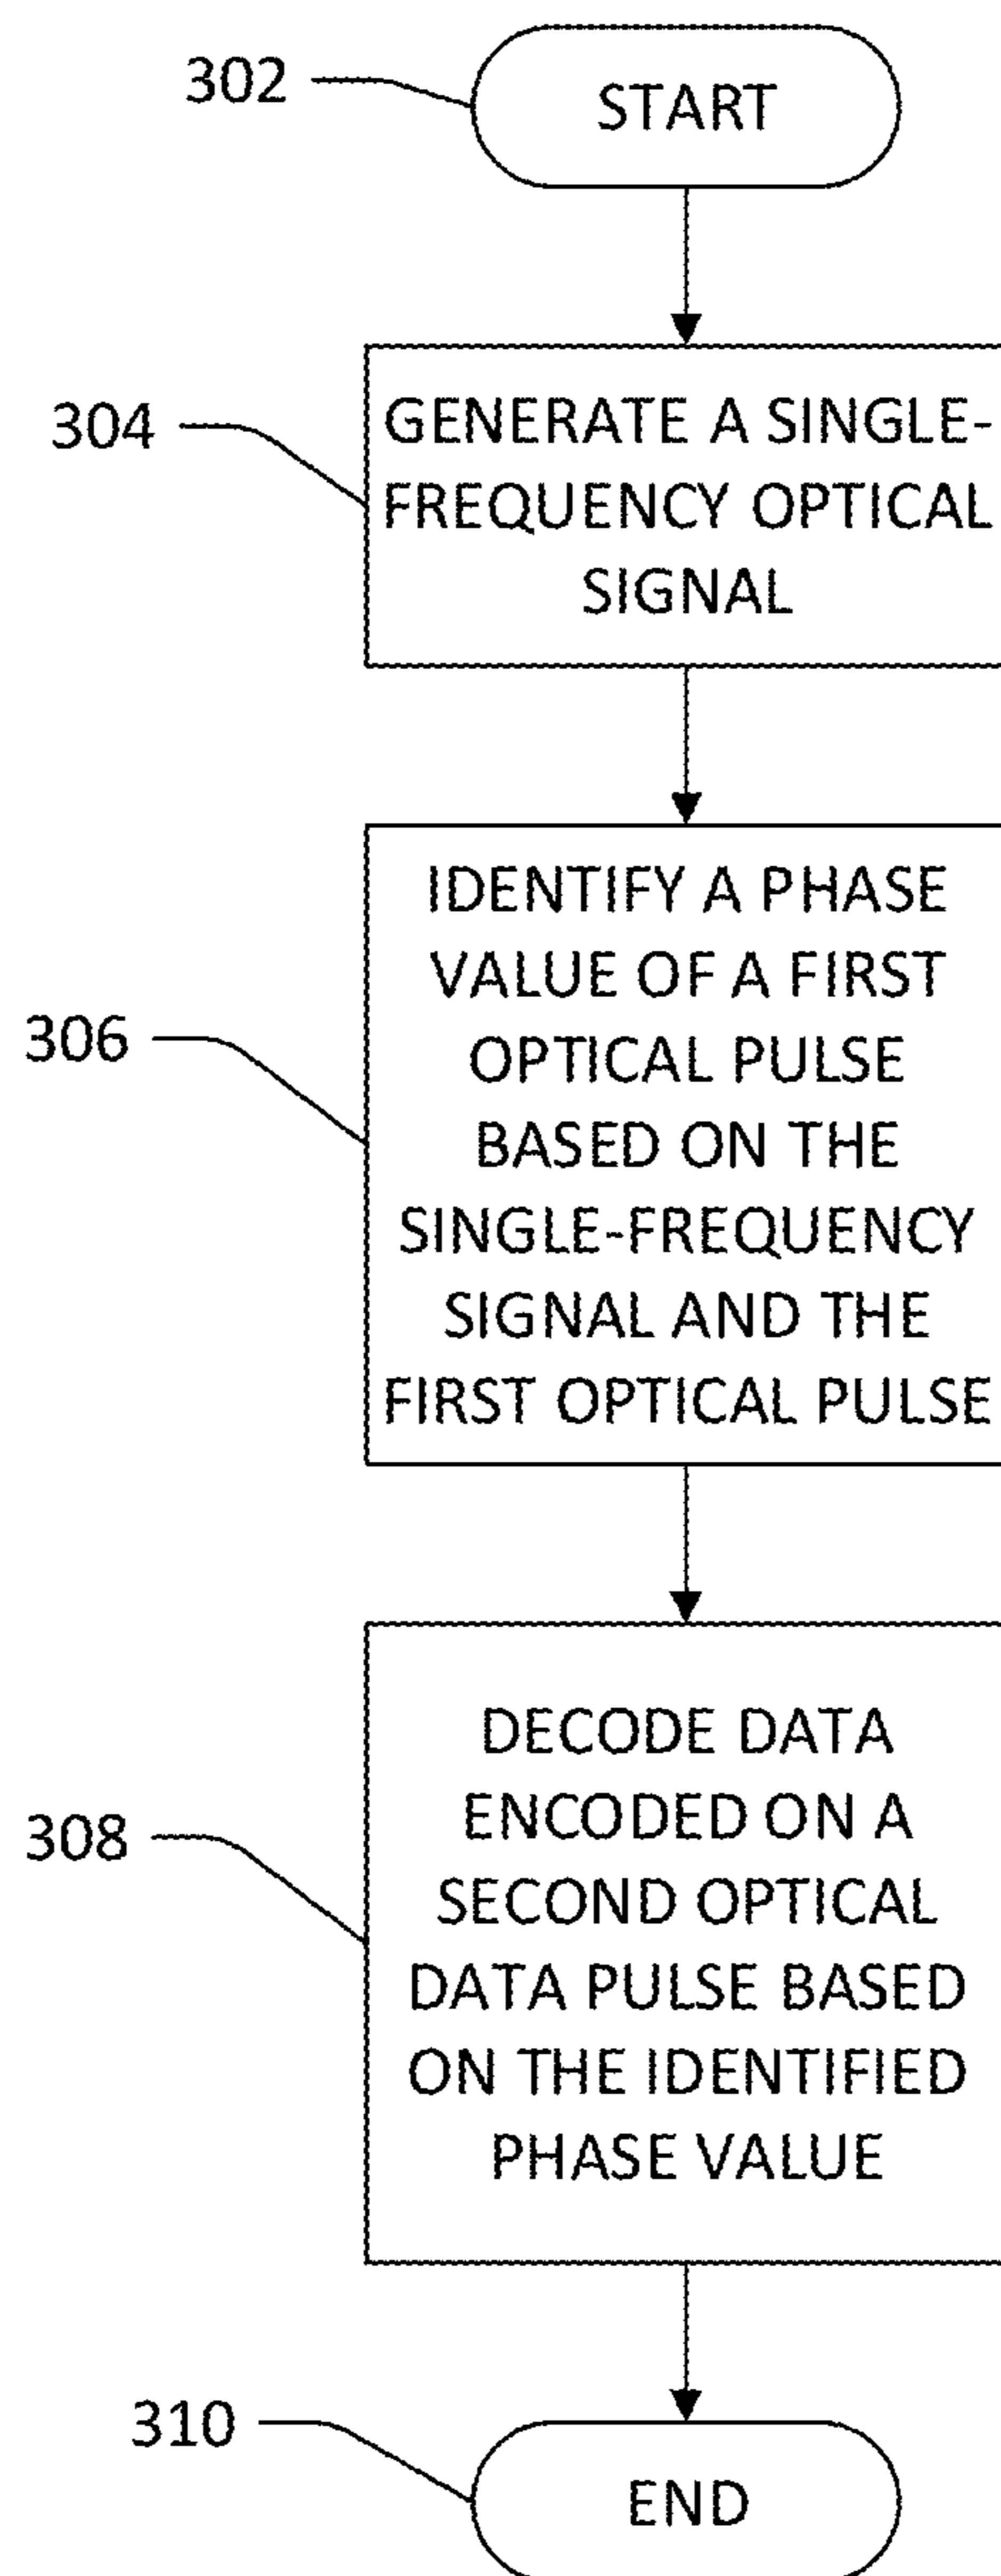 302
START
304
GENERATE A SINGLE-
FREQUENCY OPTICAL
SIGNAL
306
IDENTIFY A PHASE
VALUE OF A FIRST
OPTICAL PULSE
BASED ON THE
SINGLE-FREQUENCY
SIGNAL AND THE
FIRST OPTICAL PULSE
308
DECODE DATA
ENCODED ON A
SECOND OPTICAL
DATA PULSE BASED
ON THE IDENTIFIED
PHASE VALUE
310
END